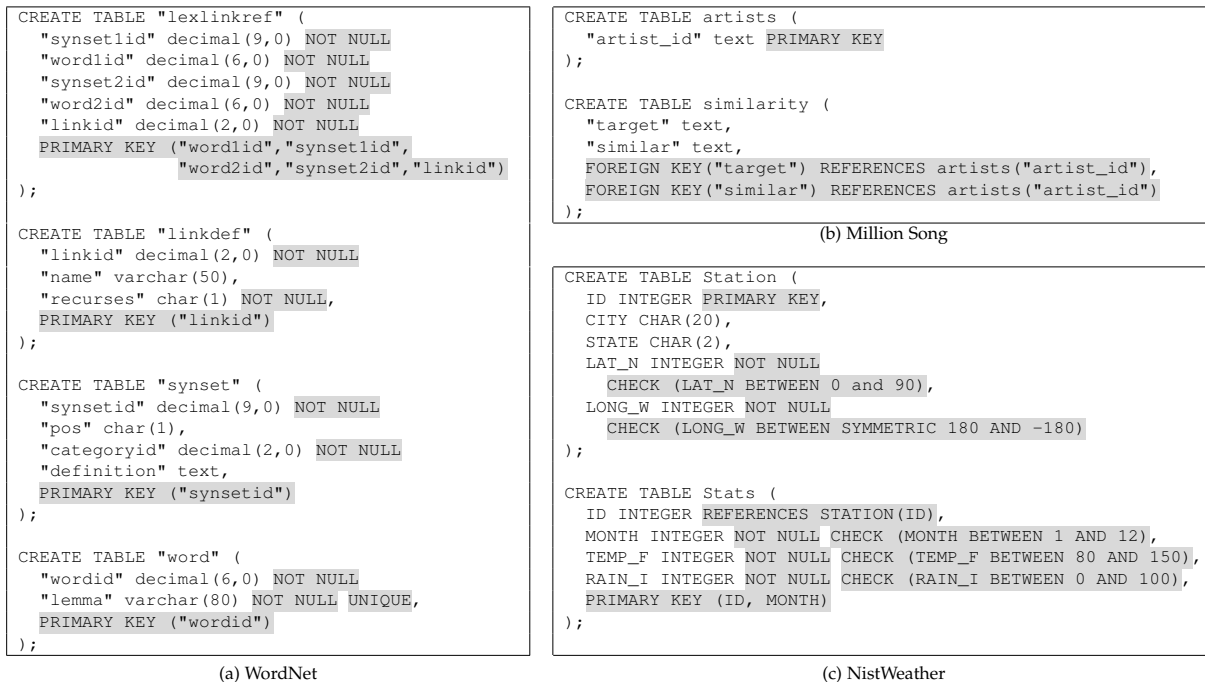 CREATE TABLE "lexlinkref" (
"synset1id" decimal(9,0) NOT NULL
"word1id" decimal(6,0) NOT NULL
"synset2id" decimal(9,0) NOT NULL
"word2id" decimal(6,0) NOT NULL
"linkid" decimal(2,0) NOT NULL
PRIMARY KEY ("word1id","synset1id",
"word2id","synset2id","linkid")
);
CREATE TABLE "linkdef" (
"linkid" decimal(2,0) NOT NULL
"name" varchar(50),
"recurses" char(1) NOT NULL,
PRIMARY KEY ("linkid")
);
CREATE TABLE "synset" (
"synsetid" decimal(9,0) NOT NULL
"pos" char(1),
"categoryid" decimal(2,0) NOT NULL
"definition" text,
PRIMARY KEY ("synsetid")
);
CREATE TABLE "word" (
"wordid" decimal(6,0) NOT NULL
"lemma" varchar(80) NOT NULL UNIQUE,
PRIMARY KEY ("wordid")
);
(a) WordNet
CREATE TABLE artists (
"artist_id" text PRIMARY KEY
);
CREATE TABLE similarity (
"target" text,
"similar" text,
FOREIGN KEY("target") REFERENCES artists("artist_id"),
FOREIGN KEY("similar") REFERENCES artists("artist_id")
);
(b) Million Song
CREATE TABLE Station (
ID INTEGER PRIMARY KEY,
CITY CHAR(20),
STATE CHAR(2),
LAT_N INTEGER NOT NULL
CHECK (LAT_N BETWEEN 0 and 90),
LONG_W INTEGER NOT NULL
CHECK (LONG_W BETWEEN SYMMETRIC 180 AND -180)
);
CREATE TABLE Stats (
ID INTEGER REFERENCES STATION(ID),
MONTH INTEGER NOT NULL CHECK (MONTH BETWEEN 1 AND 12),
TEMP_F INTEGER NOT NULL CHECK (TEMP_F BETWEEN 80 AND 150),
RAIN_I INTEGER NOT NULL CHECK (RAIN_I BETWEEN 0 AND 100),
PRIMARY KEY (ID, MONTH)
);
(c) NistWeather